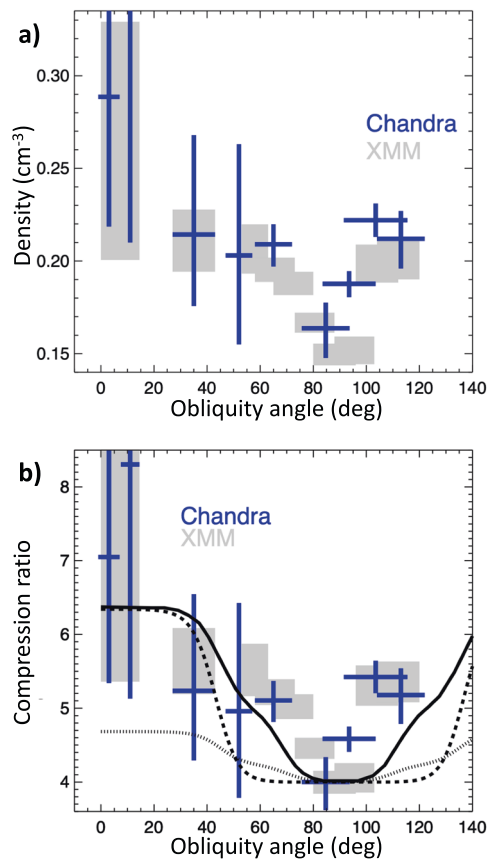 a)
0.30
0.25
0.20
0.15
Density (cm-3)
Chandra
XMM
0 20 40 60 80 100 120 140
Obliquity angle (deg)
b)
8
7
6
5
4
Compression ratio
Chandra
XMM
0 20 40 60 80 100 120 140
Obliquity angle (deg)